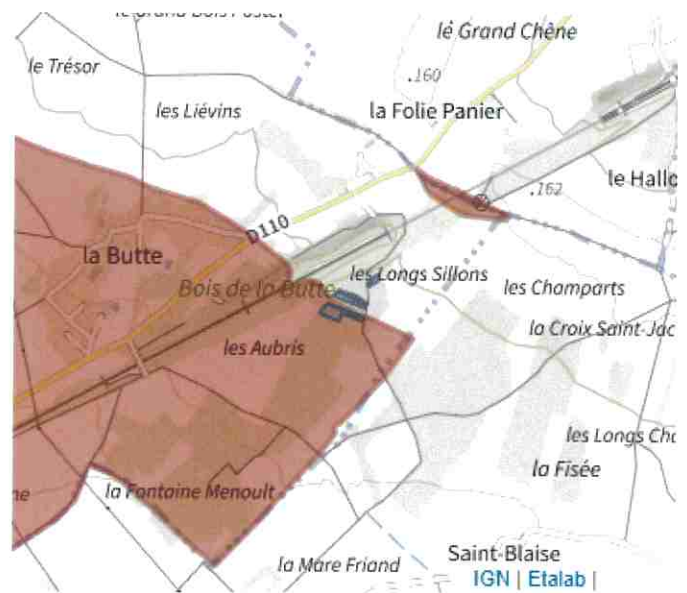 le Grand Chêne
le Trésor
.160
les Liévins
la Folie Panier
le Hallo
.162
D110
la Butte
Bois de la Butte
les Longs Sillons
les Champarts
la Croix Saint-Jac
les Aubris
les Longs Cha
la Fisée
ne
la Fontaine Menoult
la Mare Friand
Saint-Blaise
IGN | Etalab |